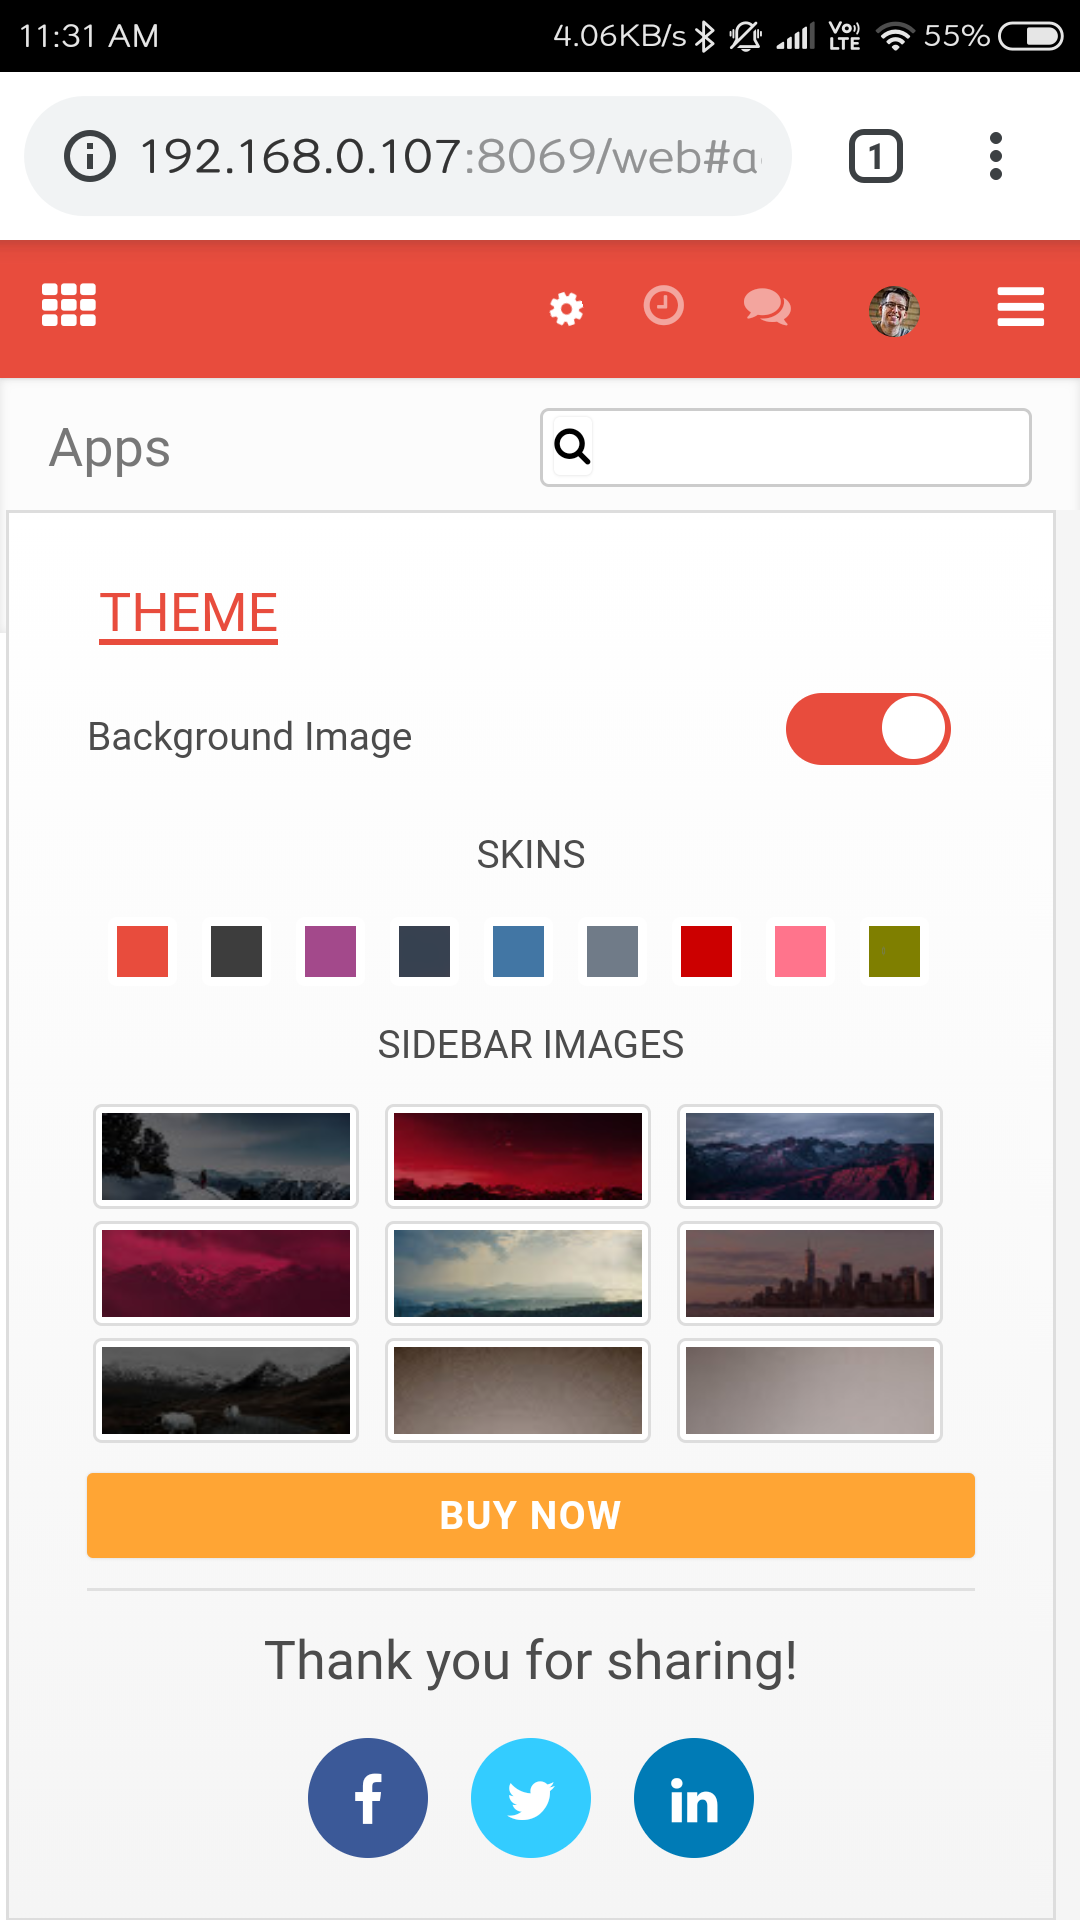 11:31 AM 4.06KB/s Vo)) LTE 55%
192.168.0.107:8069/web#a
1
Apps
THEME
Background Image
SKINS
SIDEBAR IMAGES
BUY NOW
Thank you for sharing!
f in